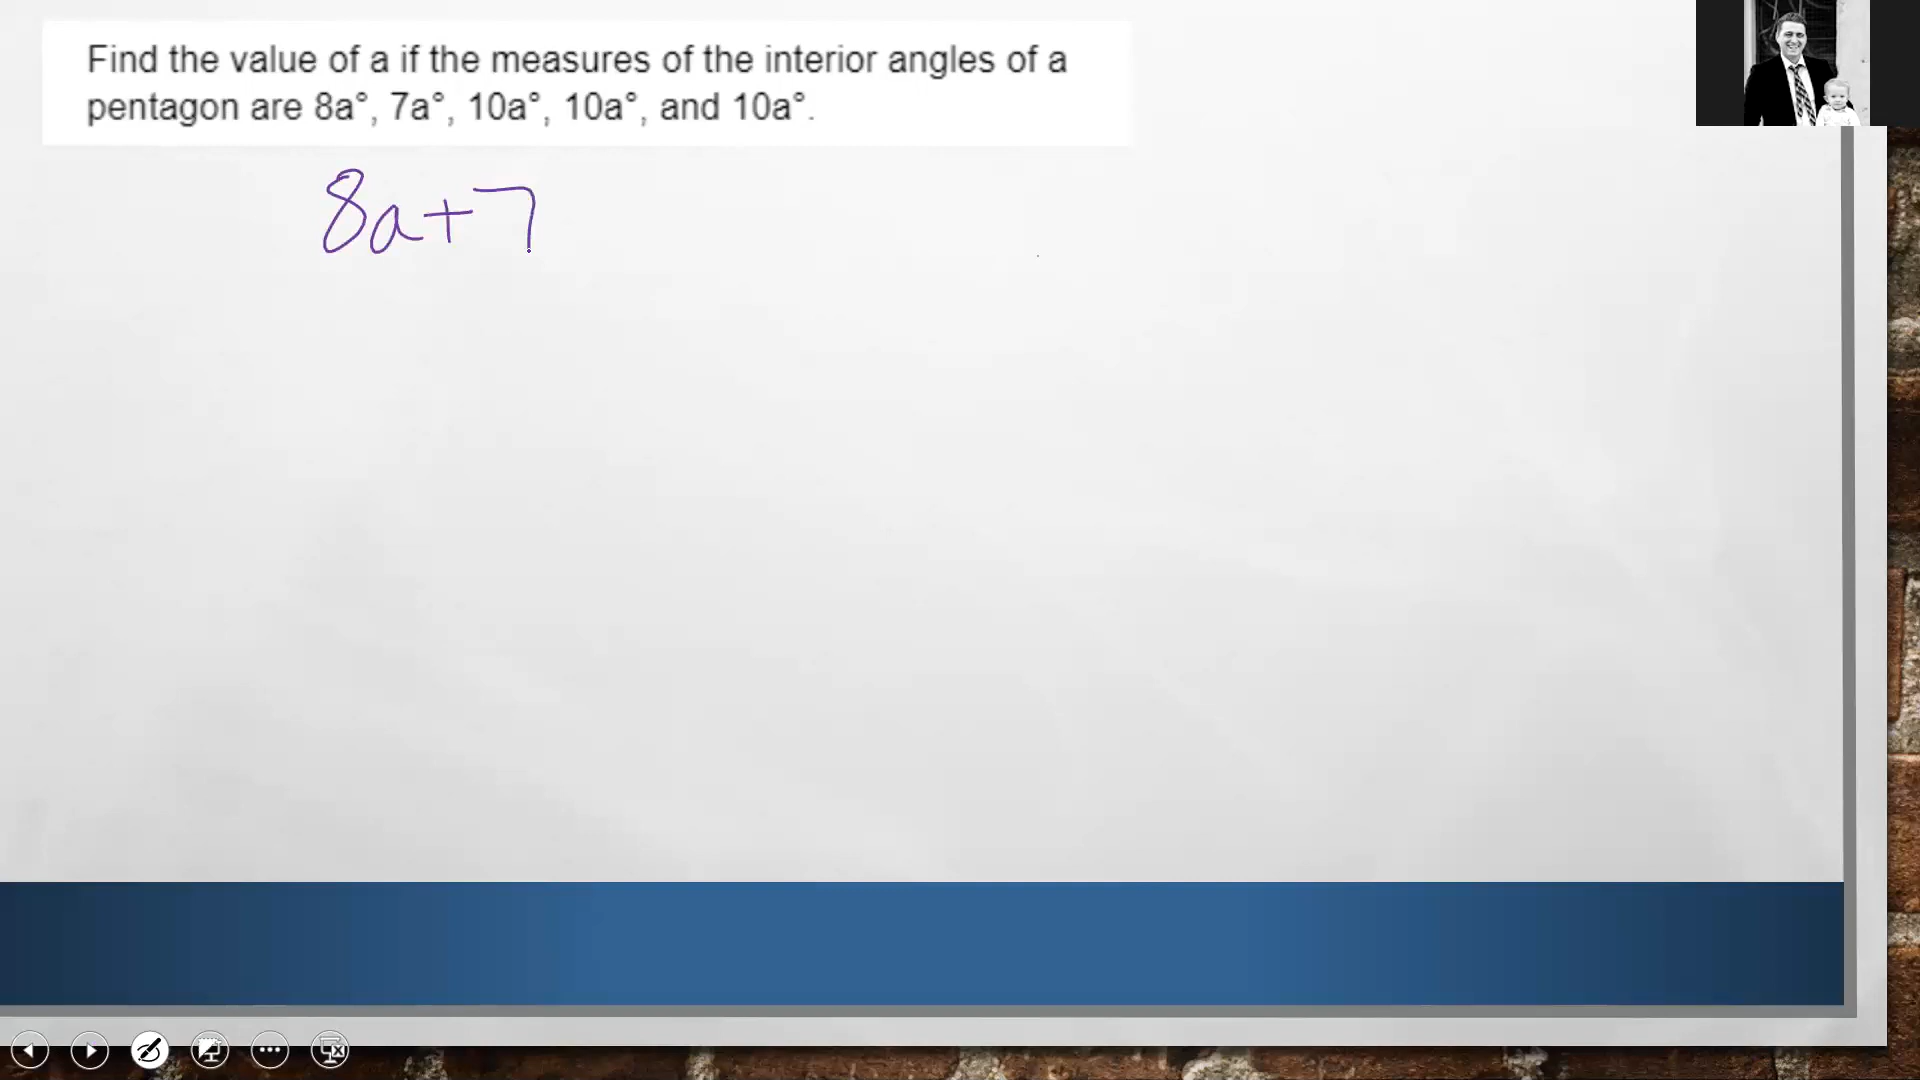 Find the value of a if the measures of the interior angles of a
pentagon are 8a°, 7a°, 10a°, 10a°, and 10a°.
8a+7